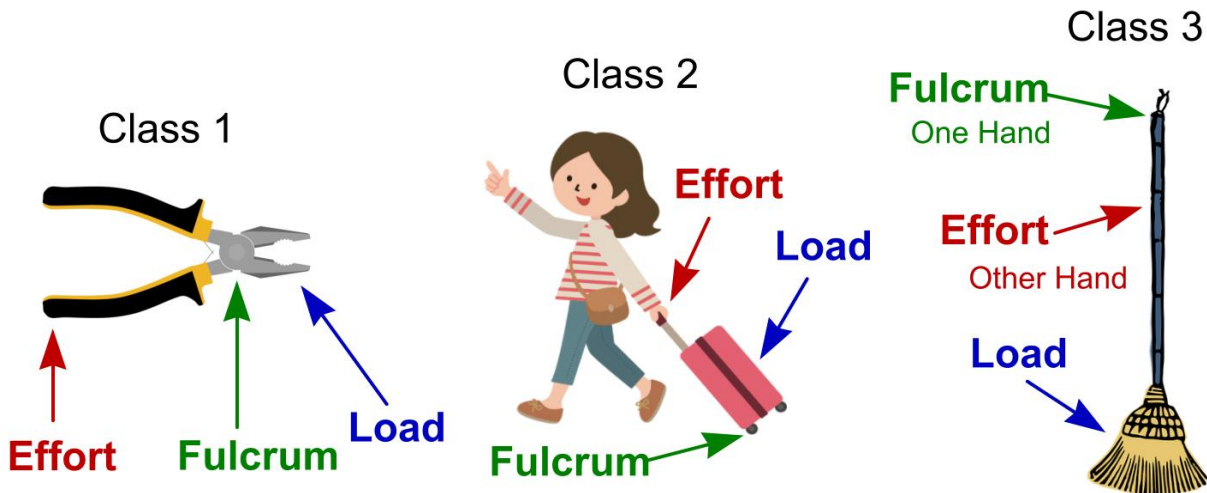 Class 1
Effort
Fulcrum
Load
Class 2
Effort
Load
Fulcrum
Class 3
Fulcrum
One Hand
Effort
Other Hand
Load